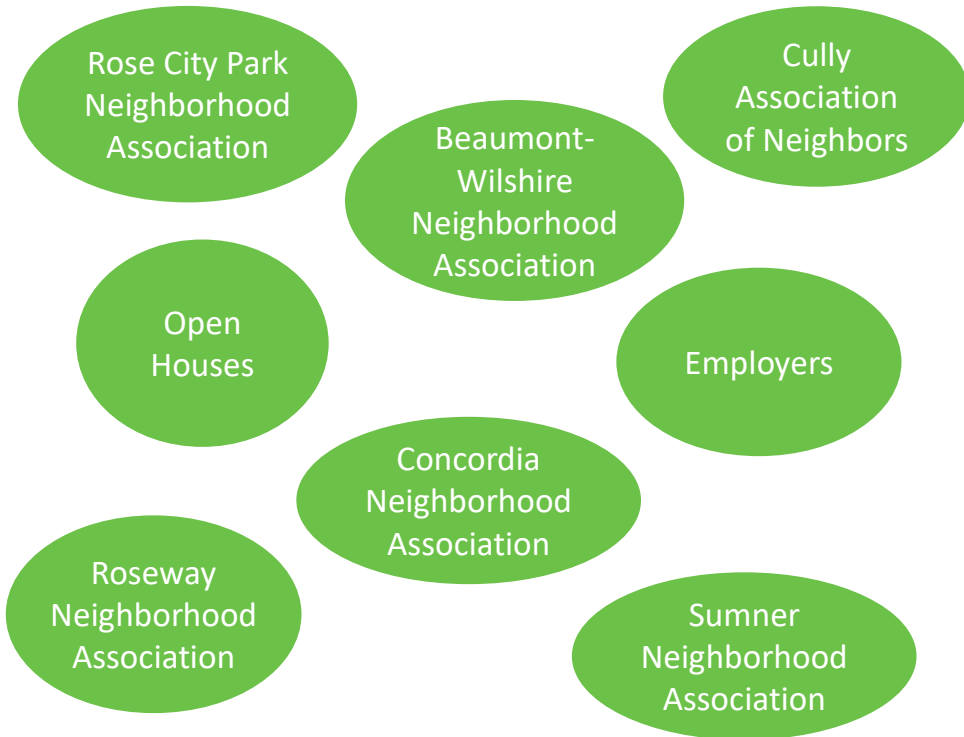 Rose City Park
Neighborhood
Association
Cully
Association
of Neighbors
Beaumont-
Wilshire
Neighborhood
Association
Open
Houses
Employers
Concordia
Neighborhood
Association
Roseway
Neighborhood
Association
Sumner
Neighborhood
Association